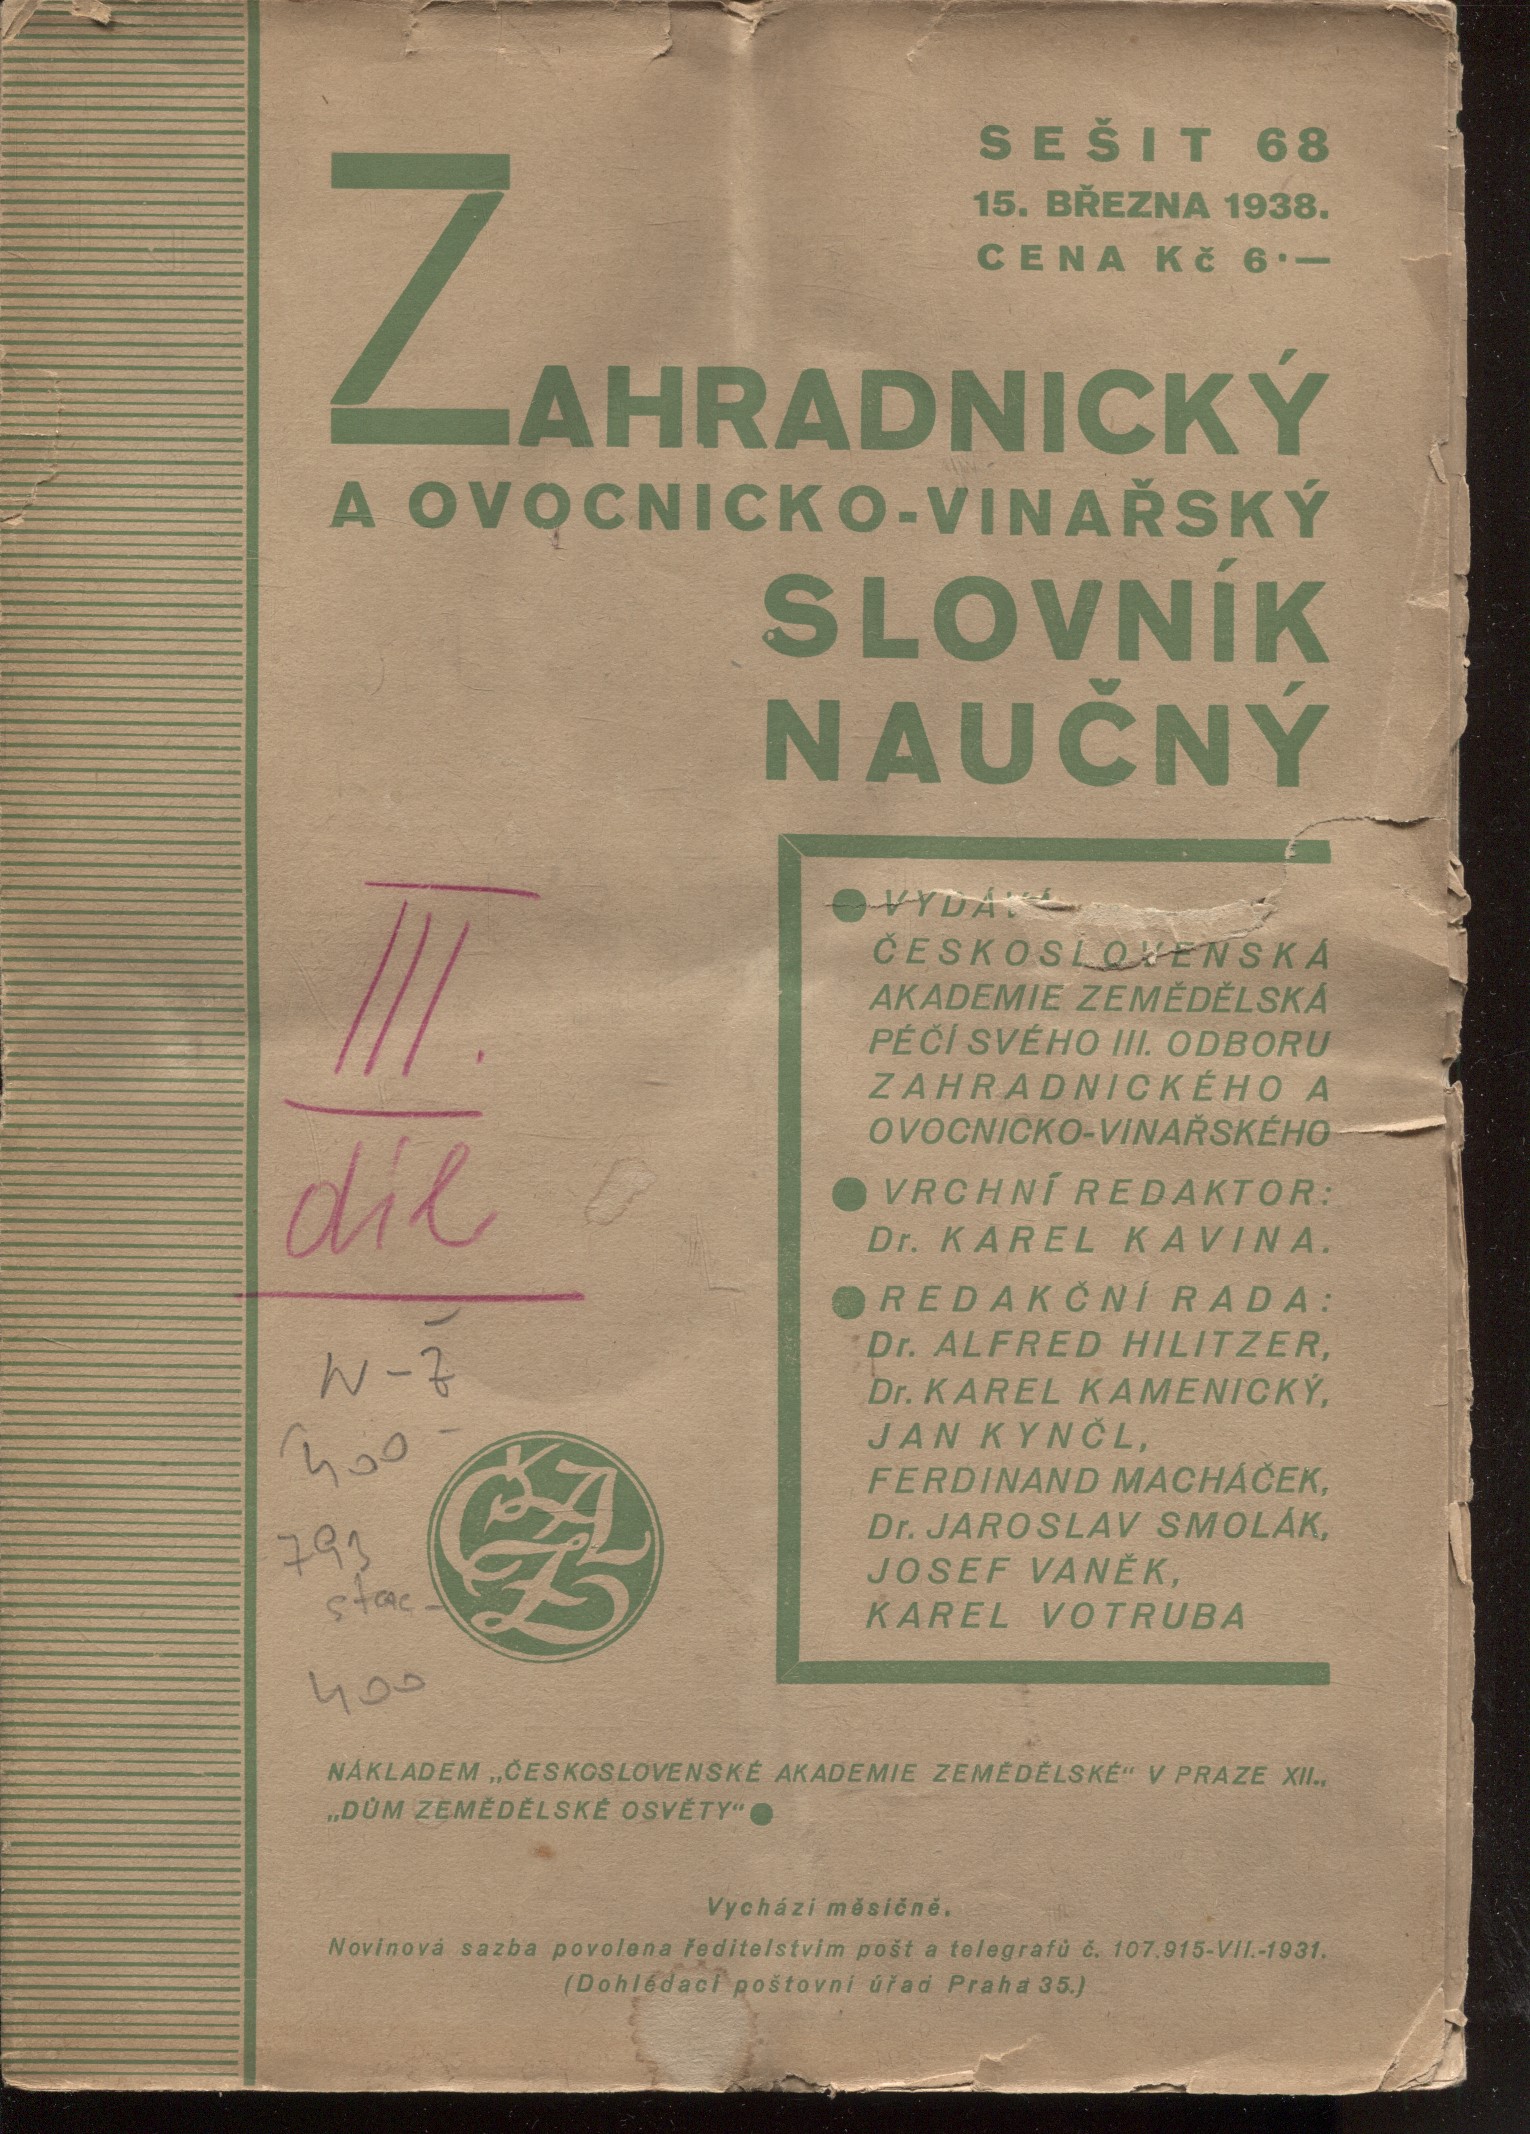 SEŠIT 68
15. BŘEZNA 1938.
CENA Kč 6·—
ZAHRADNICKÝ
A OVOCNICKO-VINAŘSKÝ
SLOVNÍK
NAUČNÝ
● VYDÁVÁ
ČESKOSLOVENSKÁ
AKADEMIE ZEMĚDĚLSKÁ
PÉČÍ SVÉHO III. ODBORU
ZAHRADNICKÉHO A
OVOCNICKO-VINAŘSKÉHO
● VRCHNÍ REDAKTOR:
Dr. KAREL KAVINA.
● REDAKČNÍ RADA:
Dr. ALFRED HILITZER,
Dr. KAREL KAMENICKÝ,
JAN KYNČL,
FERDINAND MACHÁČEK,
Dr. JAROSLAV SMOLÁK,
JOSEF VANĚK,
KAREL VOTRUBA
III.
díl
N-Ž
400-
793
400
ČAZ
NÁKLADEM „ČESKOSLOVENSKÉ AKADEMIE ZEMĚDĚLSKÉ“ V PRAZE XII.,
„DŮM ZEMĚDĚLSKÉ OSVĚTY“ ●
Vychází měsíčně.
Novinová sazba povolena ředitelstvím pošt a telegrafů č. 107.915-VII.-1931.
(Dohlédací poštovní úřad Praha 35.)